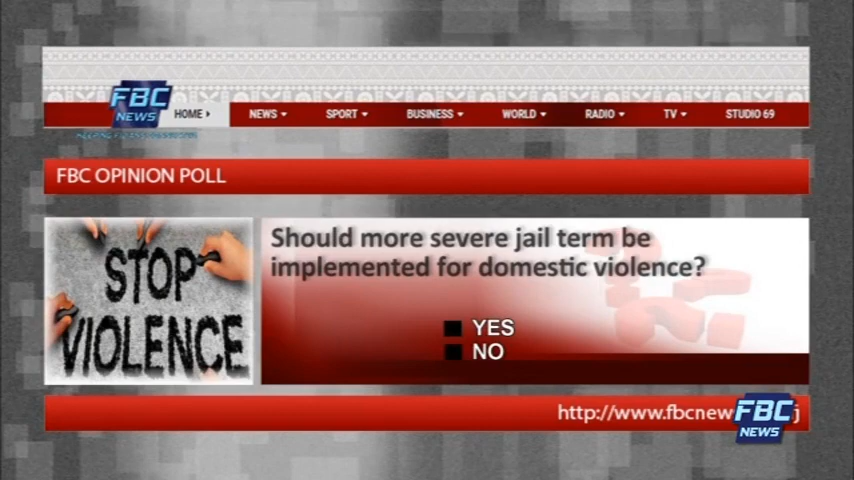 FBC
NEWS
HOME
NEWS
SPORT
BUSINESS
WORLD
RADIO
TV
STUDIO 69
FBC OPINION POLL
STOP
VIOLENCE
Should more severe jail term be
implemented for domestic violence?
YES
NO
http://www.fbcnew
FBC
NEWS
j